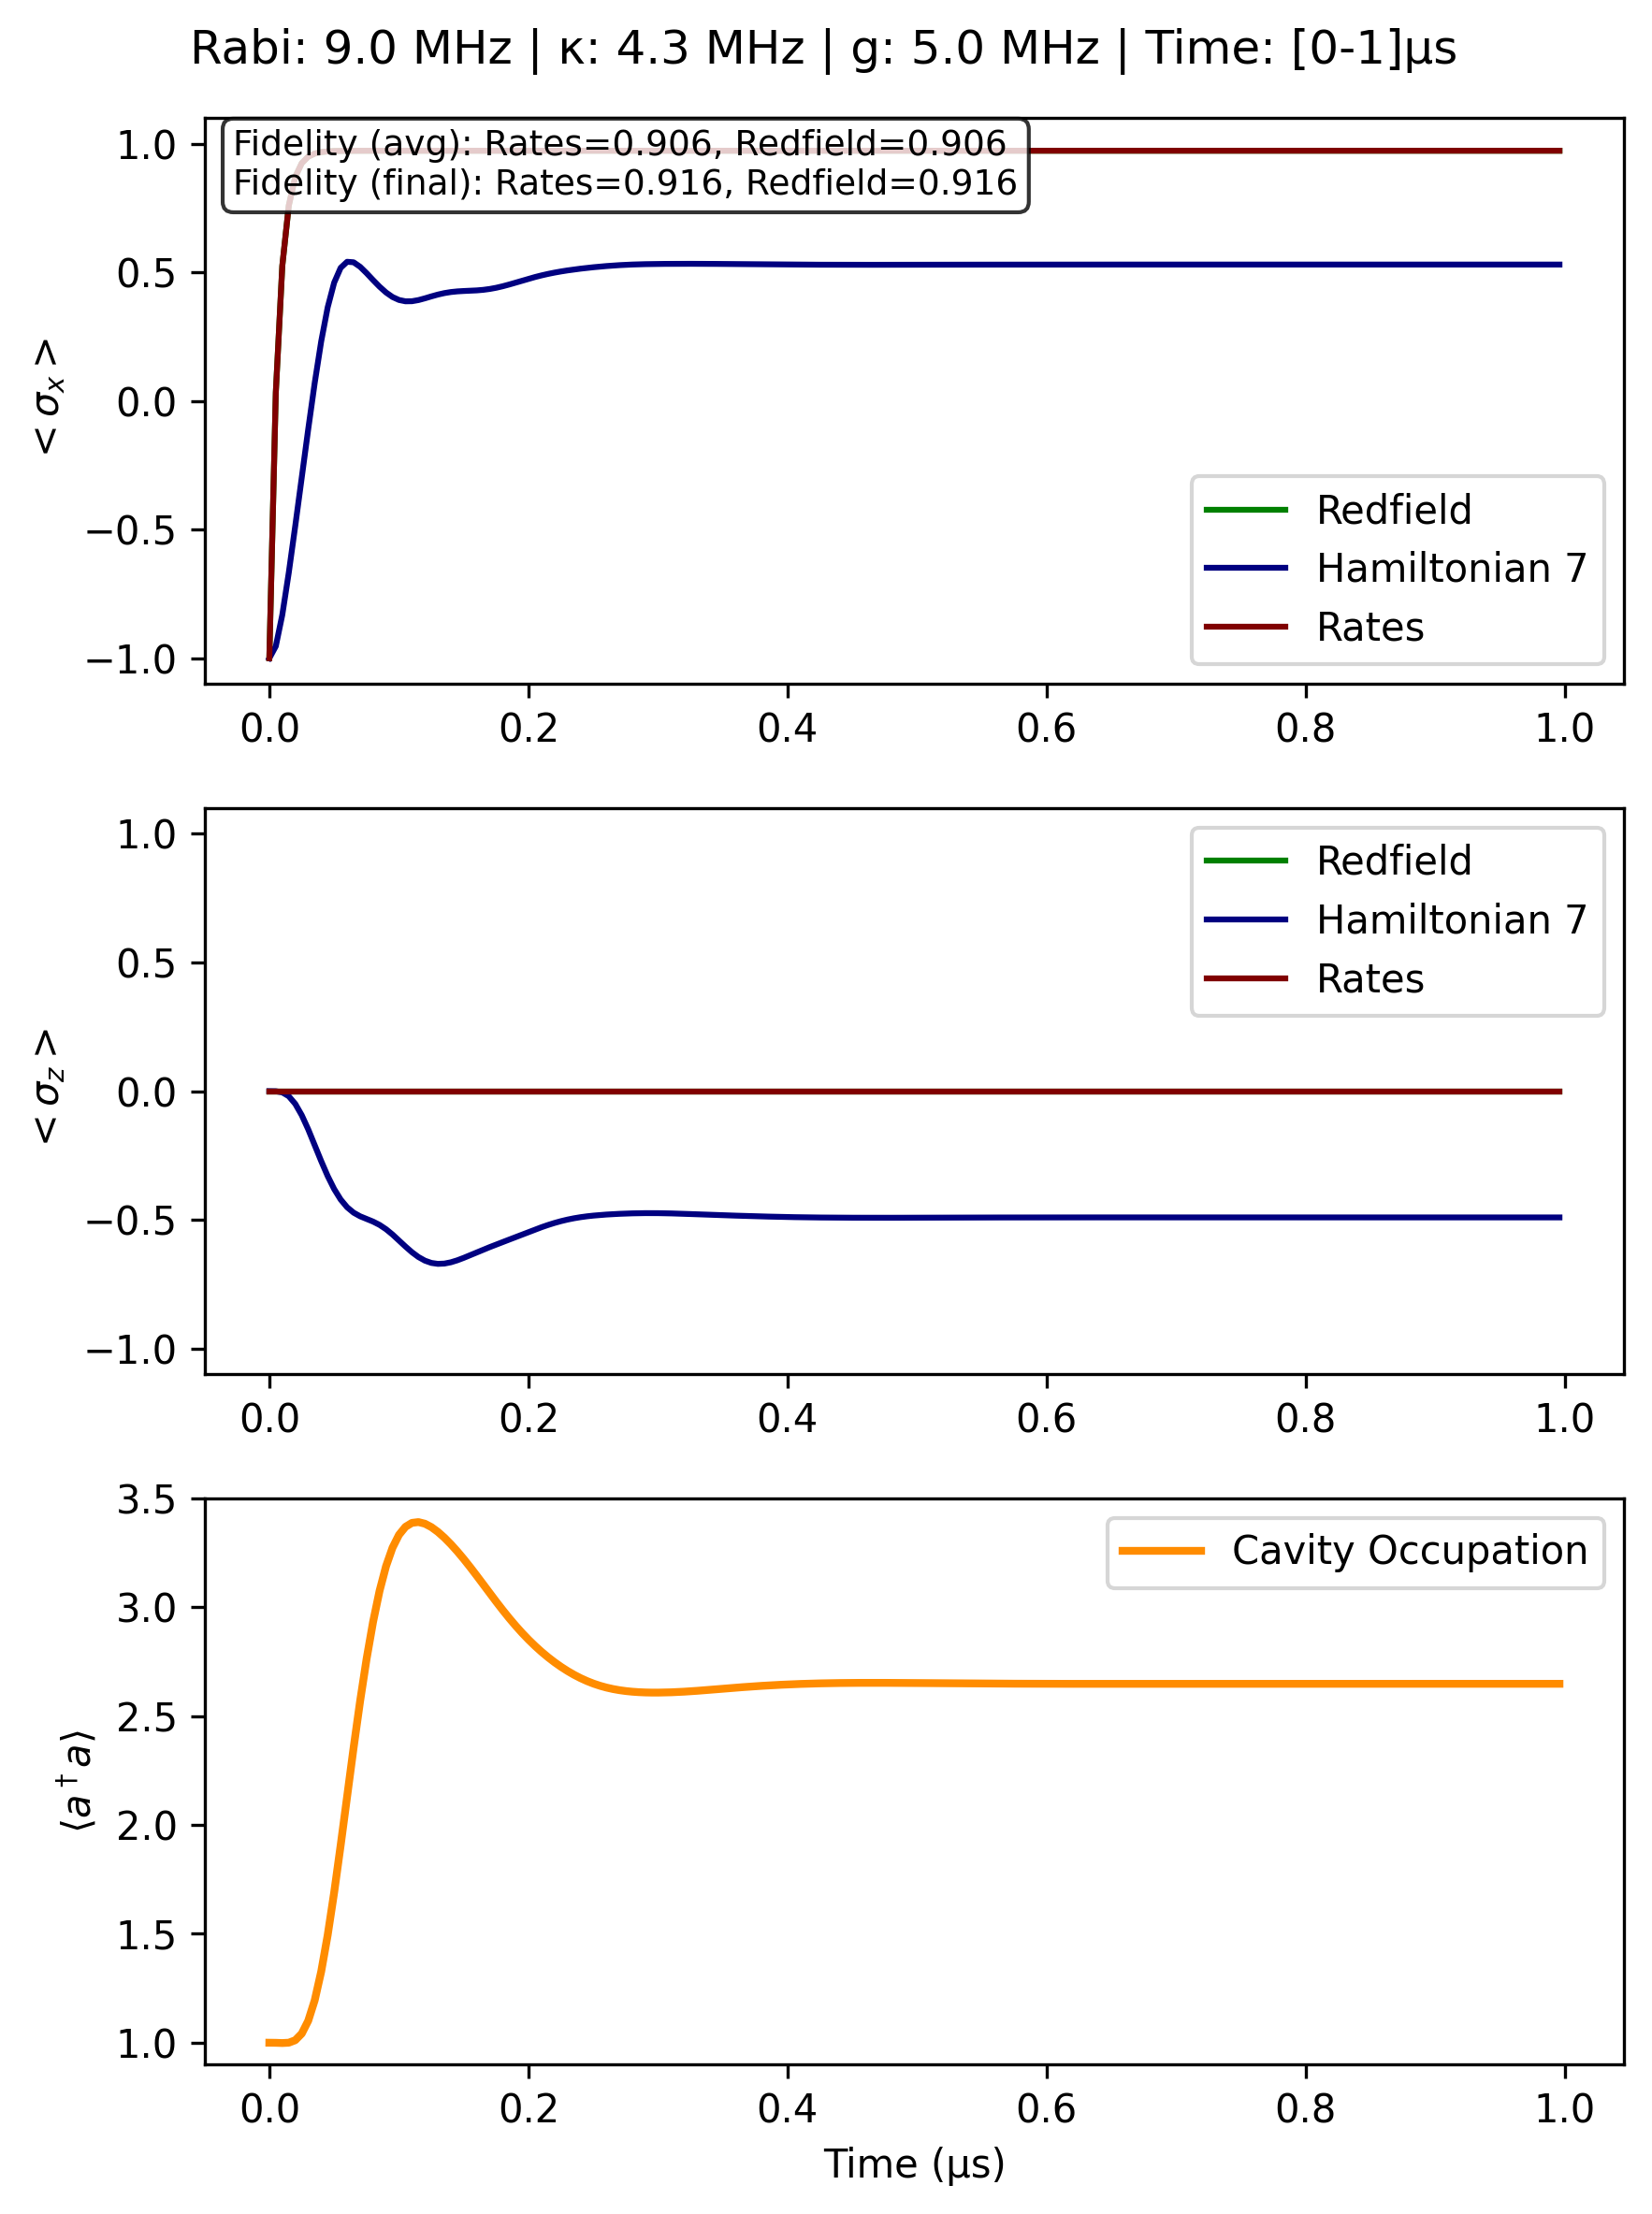 Rabi: 9.0 MHz | κ: 4.3 MHz | g: 5.0 MHz | Time: [0-1]μs
Fidelity (avg): Rates=0.906, Redfield=0.906
Fidelity (final): Rates=0.916, Redfield=0.916
1.0
0.5
0.0
−0.5
−1.0
<σx>
Redfield
Hamiltonian 7
Rates
0.0 0.2 0.4 0.6 0.8 1.0
1.0
0.5
0.0
−0.5
−1.0
<σz>
Redfield
Hamiltonian 7
Rates
0.0 0.2 0.4 0.6 0.8 1.0
3.5
3.0
2.5
2.0
1.5
1.0
⟨a†a⟩
Cavity Occupation
0.0 0.2 0.4 0.6 0.8 1.0
Time (μs)